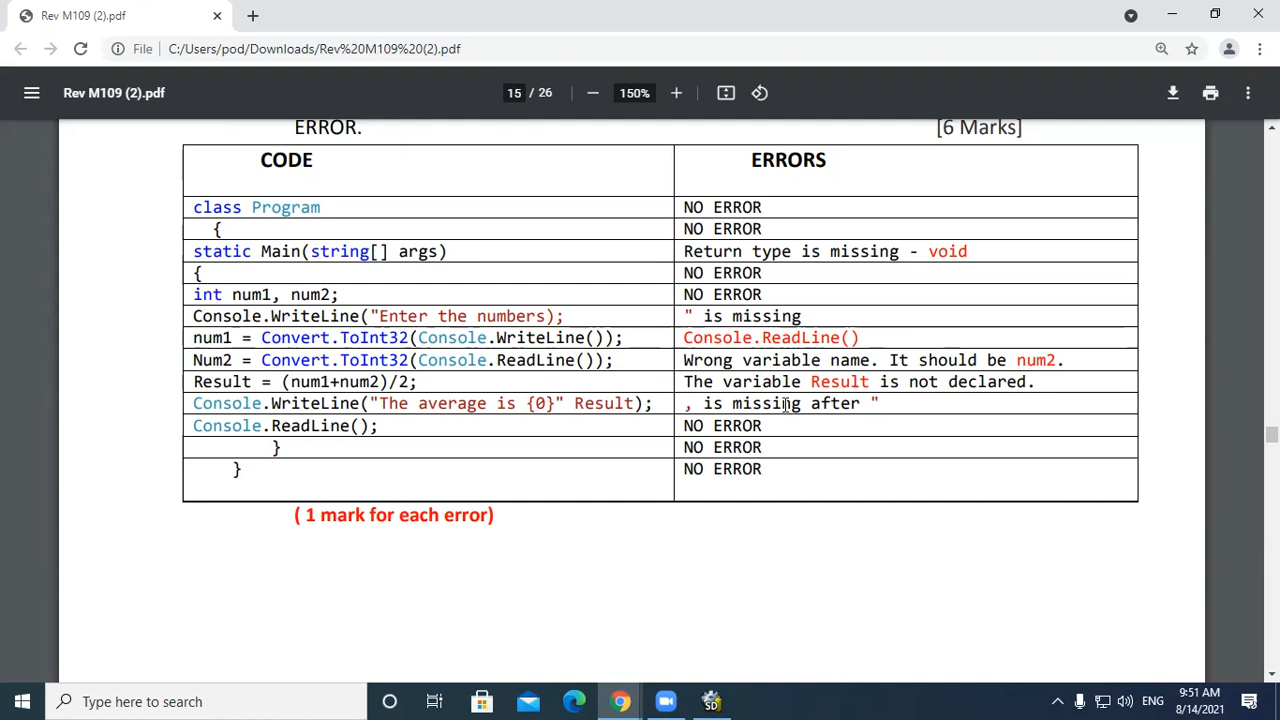 Rev M109 (2).pdf
File C:/Users/pod/Downloads/Rev%20M109%20(2).pdf
Rev M109 (2).pdf 15 / 26 150%
ERROR. [6 Marks]
CODE ERRORS
class Program NO ERROR
{ NO ERROR
static Main(string[] args) Return type is missing - void
{ NO ERROR
int num1, num2; NO ERROR
Console.WriteLine("Enter the numbers); " is missing
num1 = Convert.ToInt32(Console.WriteLine()); Console.ReadLine()
Num2 = Convert.ToInt32(Console.ReadLine()); Wrong variable name. It should be num2.
Result = (num1+num2)/2; The variable Result is not declared.
Console.WriteLine("The average is {0}" Result); , is missing after "
Console.ReadLine(); NO ERROR
} NO ERROR
} NO ERROR
( 1 mark for each error)
Type here to search
SD
ENG
9:51 AM
8/14/2021